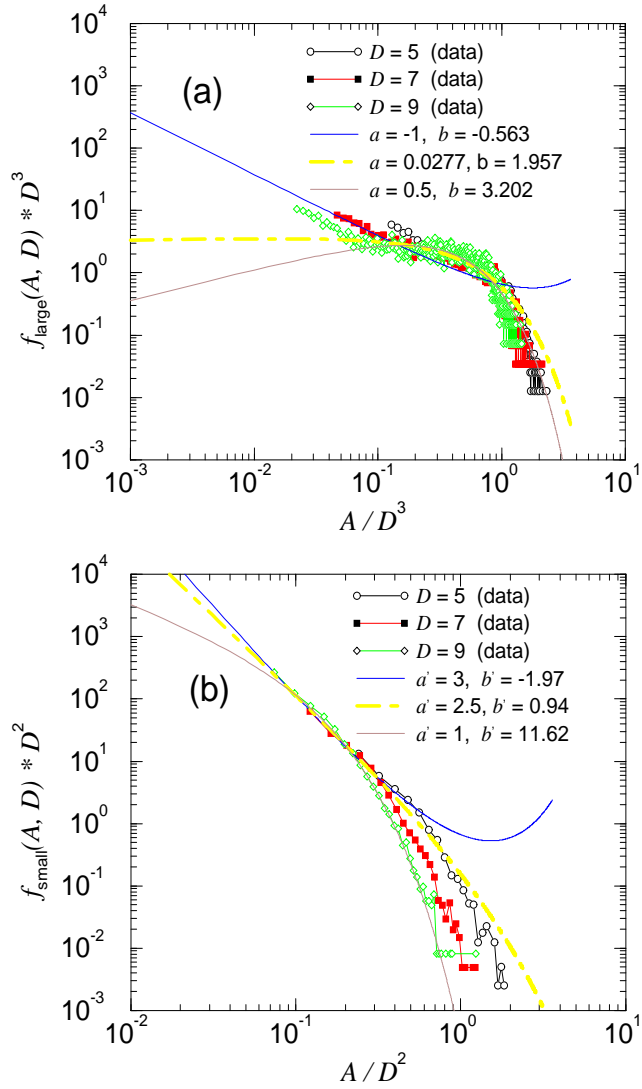 10^4
10^3
10^2
10^1
10^0
10^-1
10^-2
10^-3
f_large(A, D) * D^3
(a)
D = 5 (data)
D = 7 (data)
D = 9 (data)
a = -1, b = -0.563
a = 0.0277, b = 1.957
a = 0.5, b = 3.202
10^-3 10^-2 10^-1 10^0 10^1
A / D^3
10^4
10^3
10^2
10^1
10^0
10^-1
10^-2
10^-3
f_small(A, D) * D^2
(b)
D = 5 (data)
D = 7 (data)
D = 9 (data)
a' = 3, b' = -1.97
a' = 2.5, b' = 0.94
a' = 1, b' = 11.62
10^-2 10^-1 10^0 10^1
A / D^2